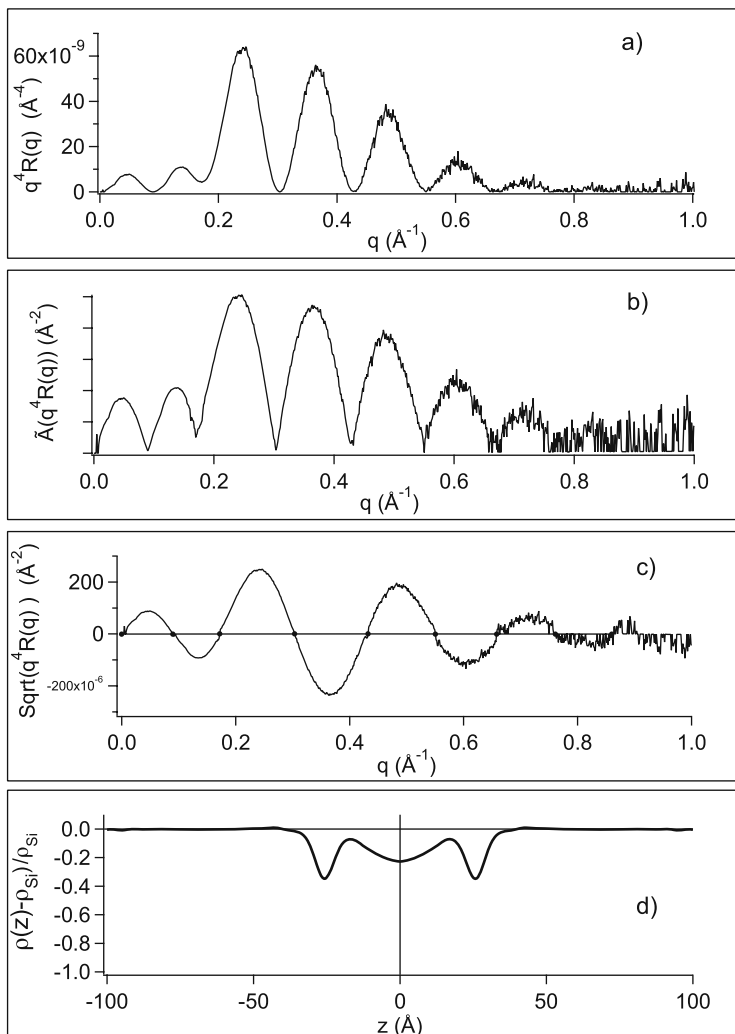 a)
q⁴R(q) (Å⁻⁴)
60x10⁻⁹
40
20
0
0.0 0.2 0.4 0.6 0.8 1.0
q (Å⁻¹)
b)
Ã(q⁴R(q)) (Å⁻²)
0.0 0.2 0.4 0.6 0.8 1.0
q (Å⁻¹)
c)
Sqrt(q⁴R(q) ) (Å⁻²)
200
0
-200x10⁻⁶
0.0 0.2 0.4 0.6 0.8 1.0
q (Å⁻¹)
d)
ρ(z)-ρSi)/ρSi
0.0
-0.2
-0.4
-0.6
-0.8
-1.0
-100 -50 0 50 100
z (Å)